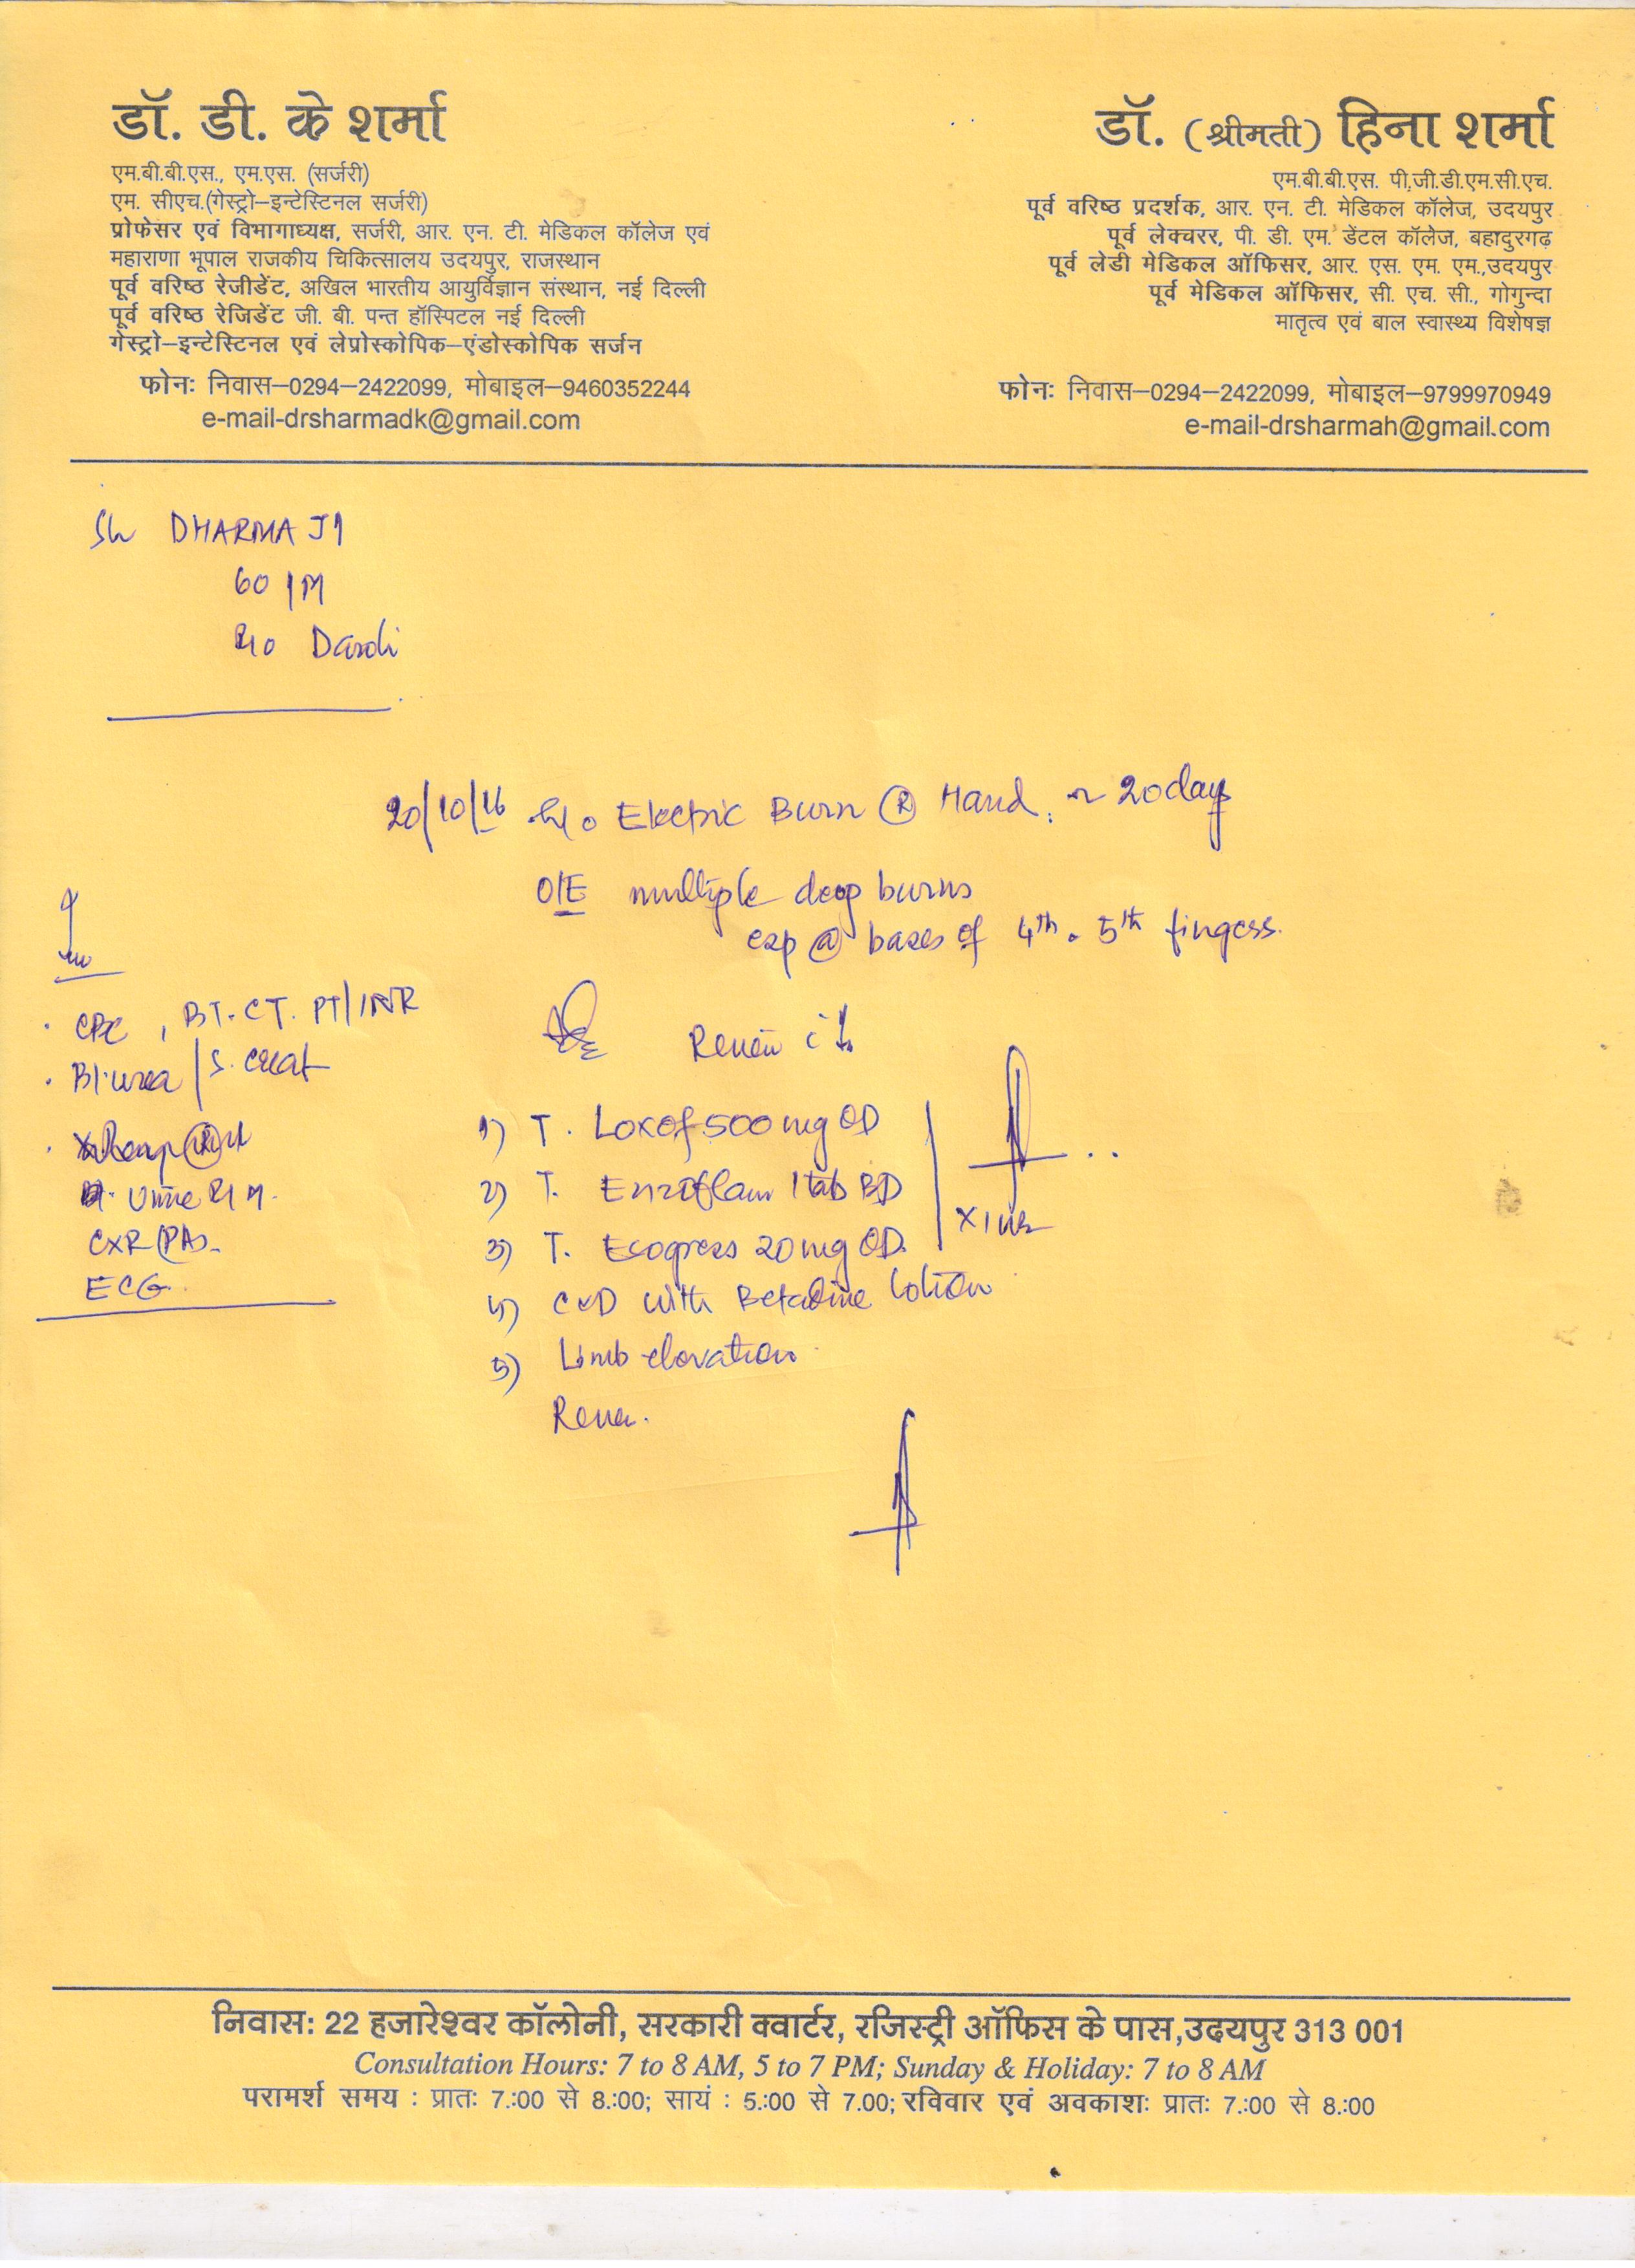 डॉ. डी. के शर्मा
एम.बी.बी.एस., एम.एस. (सर्जरी)
एम. सीएच.(गेस्ट्रो–इन्टेस्टिनल सर्जरी)
प्रोफेसर एवं विभागाध्यक्ष, सर्जरी, आर. एन. टी. मेडिकल कॉलेज एवं
महाराणा भूपाल राजकीय चिकित्सालय उदयपुर, राजस्थान
पूर्व वरिष्ठ रेजीडेंट, अखिल भारतीय आयुर्विज्ञान संस्थान, नई दिल्ली
पूर्व वरिष्ठ रेजिडेंट जी. बी. पन्त हॉस्पिटल नई दिल्ली
गेस्ट्रो–इन्टेस्टिनल एवं लेप्रोस्कोपिक–एंडोस्कोपिक सर्जन
फोनः निवास–0294–2422099, मोबाइल–9460352244
e-mail-drsharmadk@gmail.com
डॉ. (श्रीमती) हिना शर्मा
एम.बी.बी.एस. पी.जी.डी.एम.सी.एच.
पूर्व वरिष्ठ प्रदर्शक, आर. एन. टी. मेडिकल कॉलेज, उदयपुर
पूर्व लेक्चरर, पी. डी. एम. डेंटल कॉलेज, बहादुरगढ़
पूर्व लेडी मेडिकल ऑफिसर, आर. एस. एम. एम.,उदयपुर
पूर्व मेडिकल ऑफिसर, सी. एच. सी., गोगुन्दा
मातृत्व एवं बाल स्वास्थ्य विशेषज्ञ
फोनः निवास–0294–2422099, मोबाइल–9799970949
e-mail-drsharmah@gmail.com
Sh DHARMA JI
60/M
R/o Daroli
20/10/16 H/o Electric Burn Ⓡ Hand. ~ 20 days
O/E multiple deep burns
esp @ bases of 4th & 5th fingers.
CBC, BT. CT. PT/INR
Bl. urea / S. creat
Urine R/M.
CXR (PA).
ECG.
Review c
1) T. Loxof 500 mg OD
2) T. Enzoflam 1 tab BD
3) T. Esogress 20 mg OD.
4) C&D with Betadine lotion
5) Limb elevation
निवास: 22 हजारेश्वर कॉलोनी, सरकारी क्वार्टर, रजिस्ट्री ऑफिस के पास,उदयपुर 313 001
Consultation Hours: 7 to 8 AM, 5 to 7 PM; Sunday & Holiday: 7 to 8 AM
परामर्श समय : प्रातः 7.:00 से 8.:00; सायं : 5.:00 से 7.00; रविवार एवं अवकाशः प्रातः 7.:00 से 8.:00